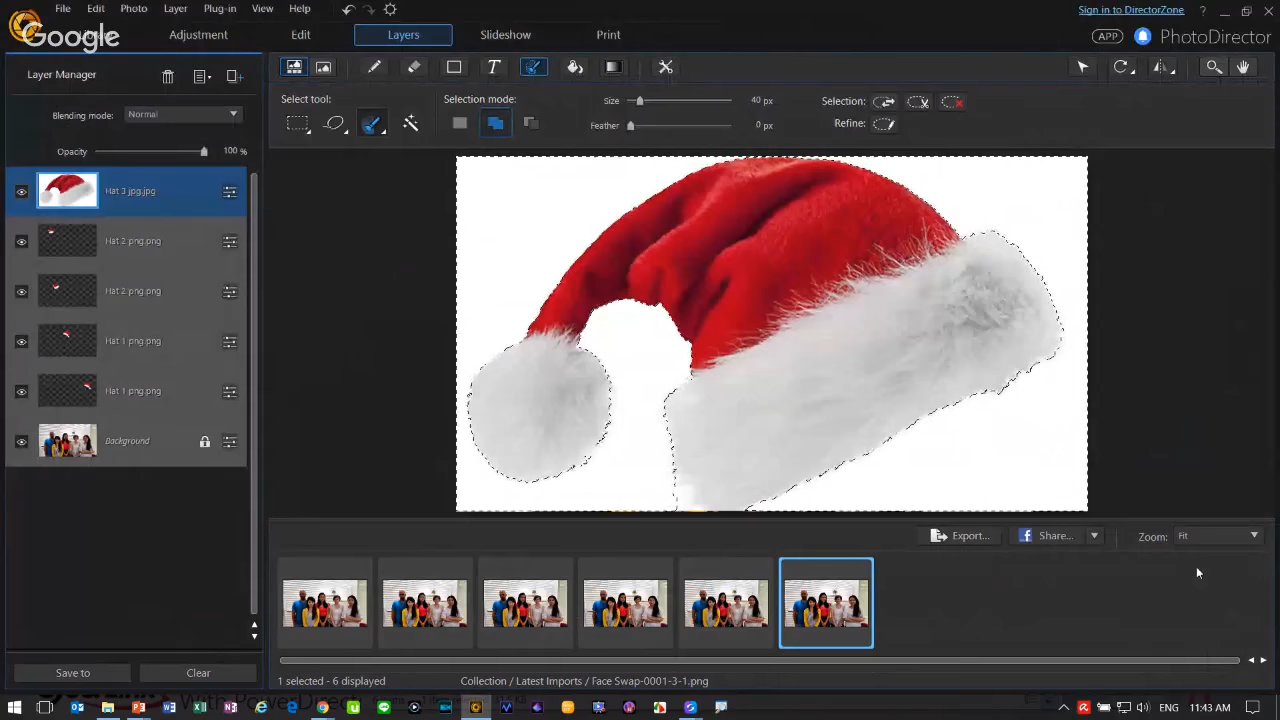 File Edit Photo Layer Plug-in View Help
Sign in to DirectorZone
? _ X
Google
Adjustment Edit Layers Slideshow Print
APP PhotoDirector
Layer Manager
Blending mode: Normal
Opacity 100 %
Select tool: Selection mode: Size 40 px Selection:
Feather 0 px Refine:
Hat 3 jpg.jpg
Hat 2 png.png
Hat 2 png.png
Hat 1 png.png
Hat 1 png.png
Background
Export... Share... Zoom: Fit
Save to Clear
1 selected - 6 displayed Collection / Latest Imports / Face Swap-0001-3-1.png
With PowerDirect
ENG 11:43 AM